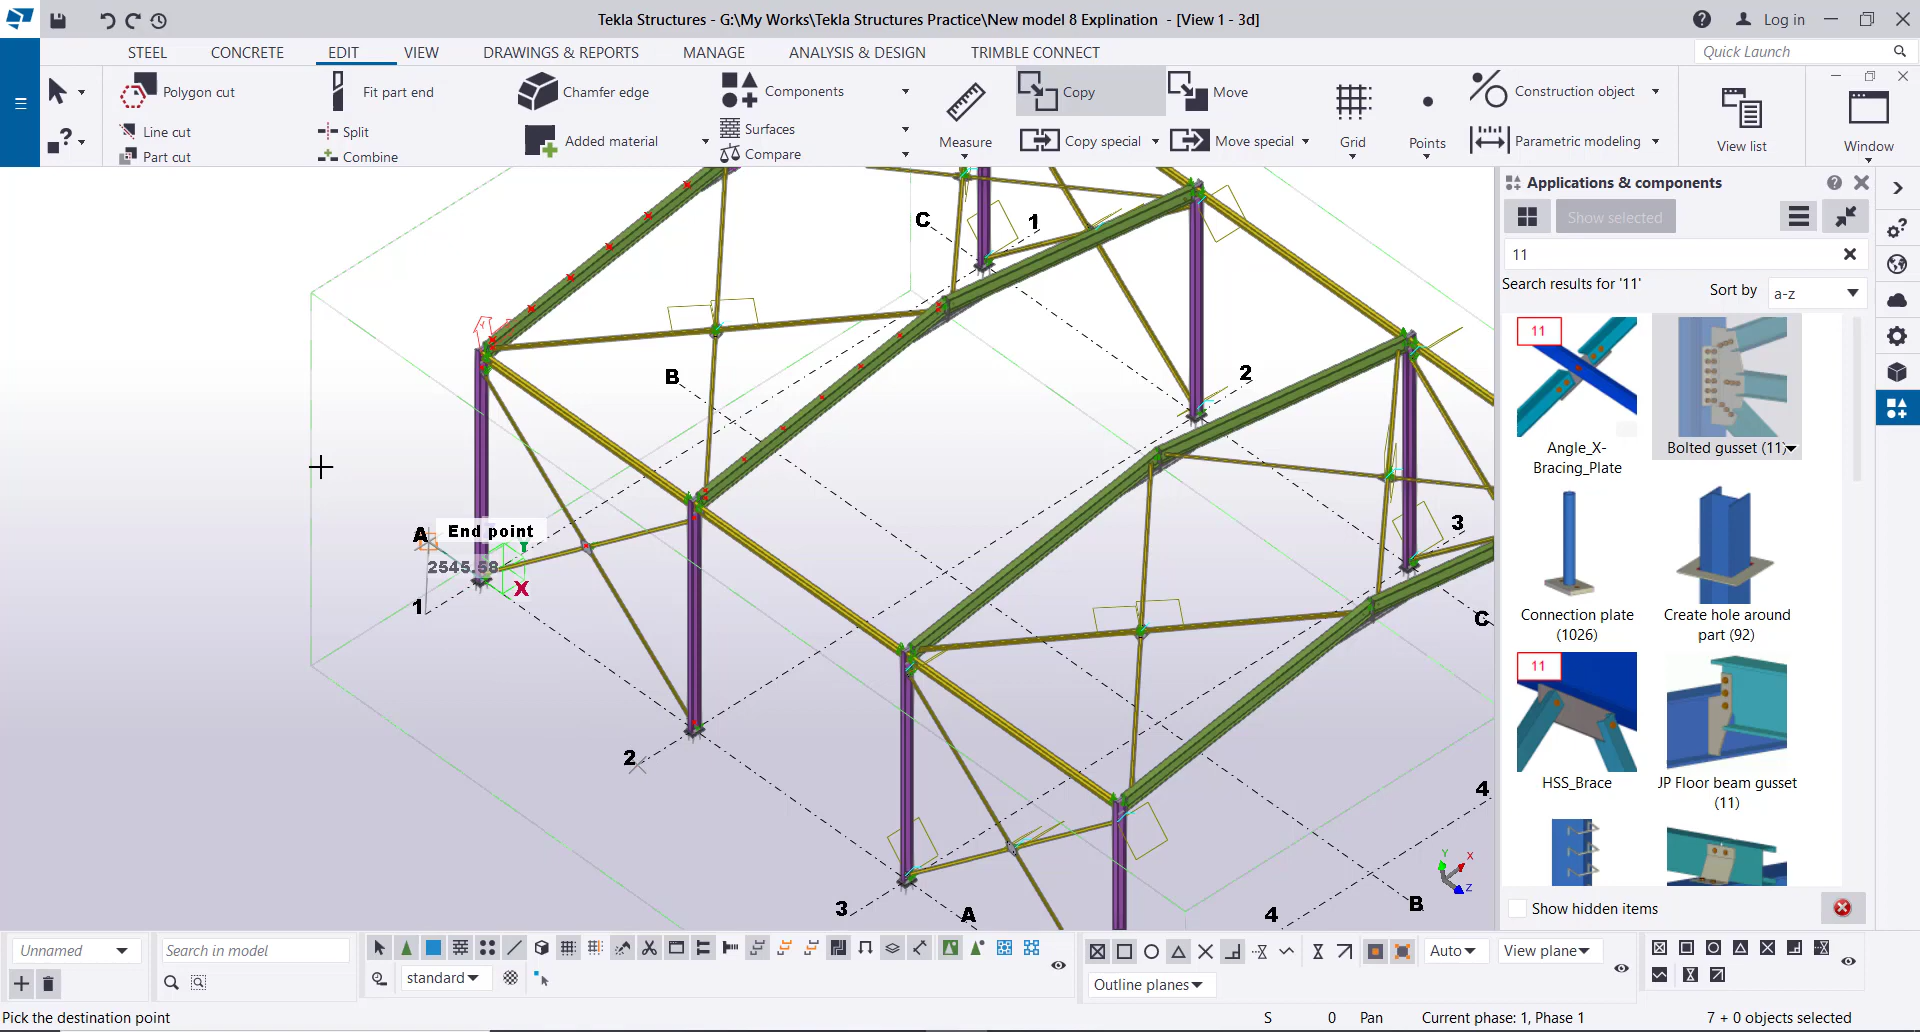 Tekla Structures - G:\My Works\Tekla Structures Practice\New model 8 Explination - [View 1 - 3d]
Log in
STEEL
CONCRETE
EDIT
VIEW
DRAWINGS & REPORTS
MANAGE
ANALYSIS & DESIGN
TRIMBLE CONNECT
Quick Launch
Polygon cut
Line cut
Part cut
Fit part end
Split
Combine
Chamfer edge
Added material
Components
Surfaces
Compare
Measure
Copy
Copy special
Move
Move special
Grid
Points
Construction object
Parametric modeling
View list
Window
C
1
B
2
3
A
End point
2545.58
Y
X
1
C
2
4
3
A
4
B
Y
X
Z
Applications & components
Show selected
11
Search results for '11'
Sort by
a-z
11
Angle_X-
Bracing_Plate
Bolted gusset (11)
Connection plate
(1026)
Create hole around
part (92)
11
HSS_Brace
JP Floor beam gusset
(11)
Show hidden items
Unnamed
Search in model
standard
Auto
View plane
Outline planes
Pick the destination point
S
0
Pan
Current phase: 1, Phase 1
7 + 0 objects selected